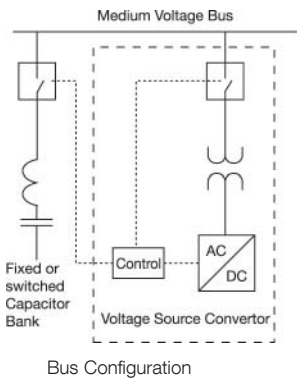 Medium Voltage Bus
Control
AC
DC
Fixed or
switched
Capacitor
Bank
Voltage Source Convertor
Bus Configuration